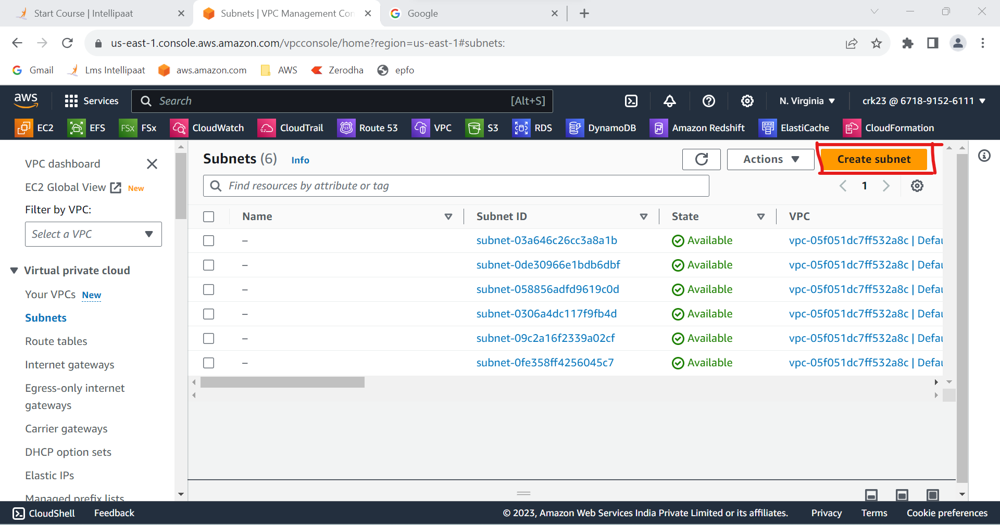 Start Course | Intellipaat
Subnets | VPC Management Con
Google
us-east-1.console.aws.amazon.com/vpcconsole/home?region=us-east-1#subnets:
Gmail
Lms Intellipaat
aws.amazon.com
AWS
Zerodha
epfo
aws
Services
Search
[Alt+S]
N. Virginia
crk23 @ 6718-9152-6111
EC2
EFS
FSx
FSx
CloudWatch
CloudTrail
53
Route 53
VPC
S3
RDS
DynamoDB
Amazon Redshift
ElastiCache
CloudFormation
VPC dashboard
EC2 Global View New
Filter by VPC:
Select a VPC
Virtual private cloud
Your VPCs New
Subnets
Route tables
Internet gateways
Egress-only internet
gateways
Carrier gateways
DHCP option sets
Elastic IPs
Managed prefix lists
Subnets (6) Info
Actions
Create subnet
Find resources by attribute or tag
1
Name Subnet ID State VPC
– subnet-03a646c26cc3a8a1b Available vpc-05f051dc7ff532a8c | Defau
– subnet-0de30966e1bdb6dbf Available vpc-05f051dc7ff532a8c | Defau
– subnet-058856adfd9619c0d Available vpc-05f051dc7ff532a8c | Defau
– subnet-0306a4dc117f9fb4d Available vpc-05f051dc7ff532a8c | Defau
– subnet-09c2a16f2339a02cf Available vpc-05f051dc7ff532a8c | Defau
– subnet-0fe358ff4256045c7 Available vpc-05f051dc7ff532a8c | Defau
CloudShell
Feedback
© 2023, Amazon Web Services India Private Limited or its affiliates.
Privacy
Terms
Cookie preferences